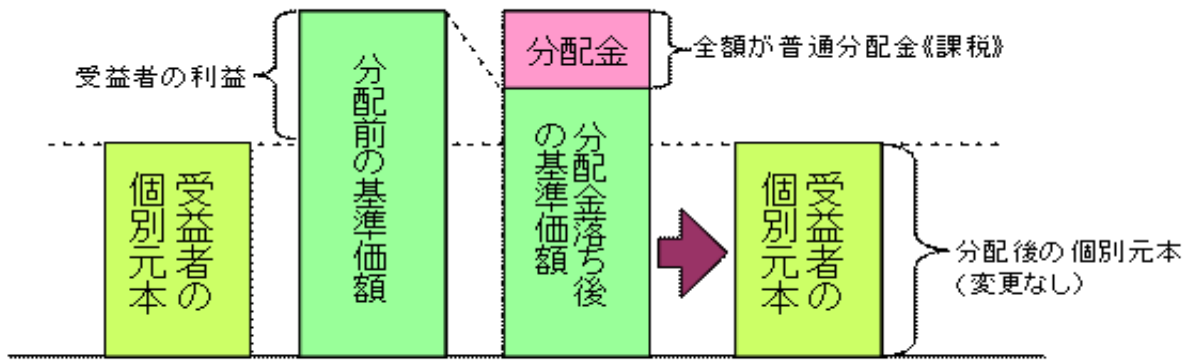 受益者の利益
受益者の
個別元本
分配前の基準価額
分配金
全額が普通分配金《課税》
分配金落ち後
の基準価額
受益者の
個別元本
分配後の個別元本
(変更なし)